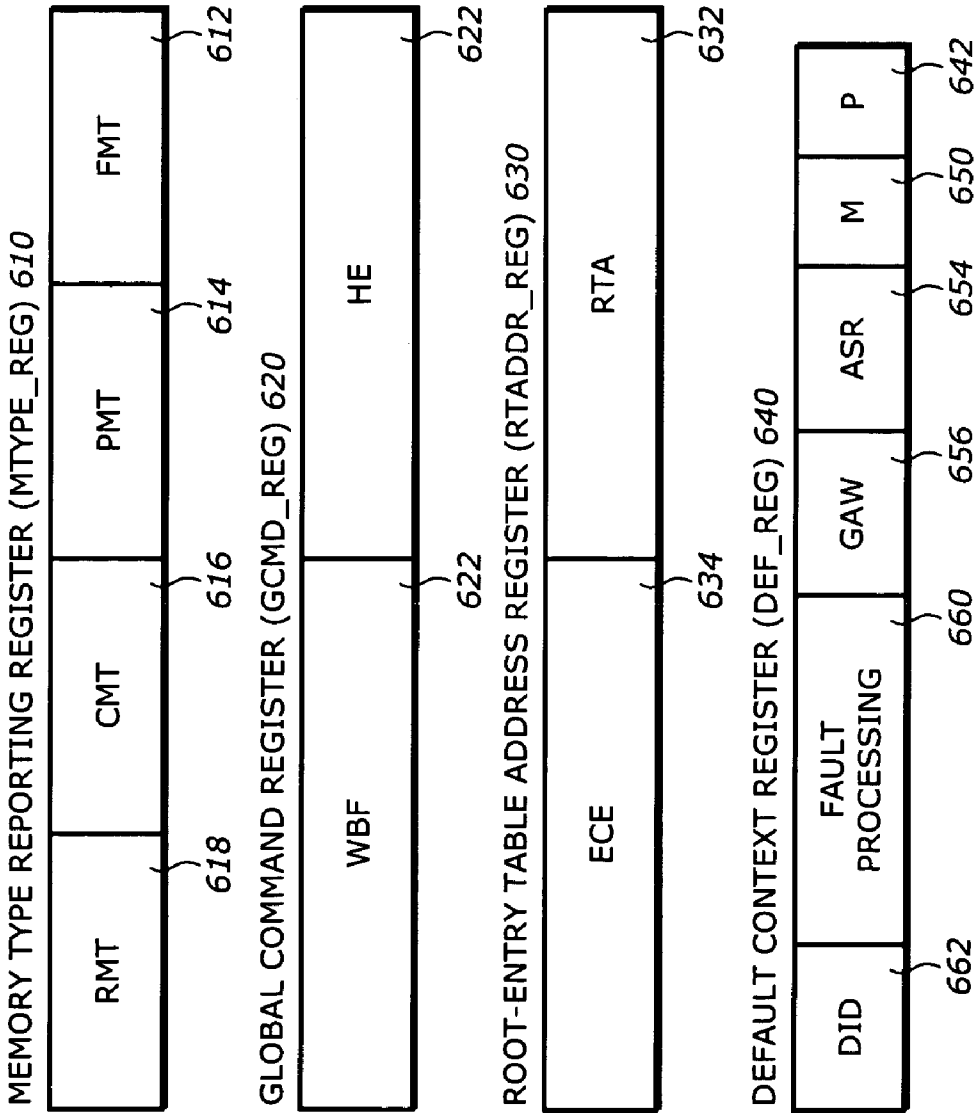 MEMORY TYPE REPORTING REGISTER (MTYPE_REG) 610
RMT CMT PMT FMT
618 616 614 612
GLOBAL COMMAND REGISTER (GCMD_REG) 620
WBF HE
622 622
ROOT-ENTRY TABLE ADDRESS REGISTER (RTADDR_REG) 630
ECE RTA
634 632
DEFAULT CONTEXT REGISTER (DEF_REG) 640
DID FAULT PROCESSING GAW ASR M P
662 660 656 654 650 642